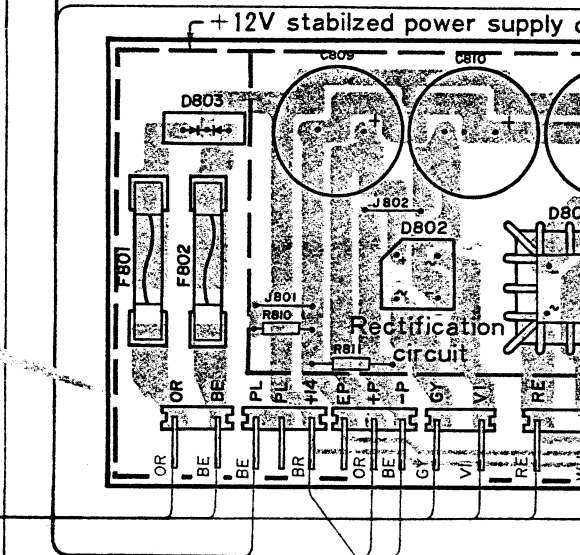 +12V stabilzed power supply
C809
C810
D803
J802
D802
F801
F802
J801
R810
Rectification
circuit
R811
OR
BE
PL
PL
+14
EP
+P
-P
GY
VI
RE
OR
BE
BE
BR
OR
BE
GY
VI
RE